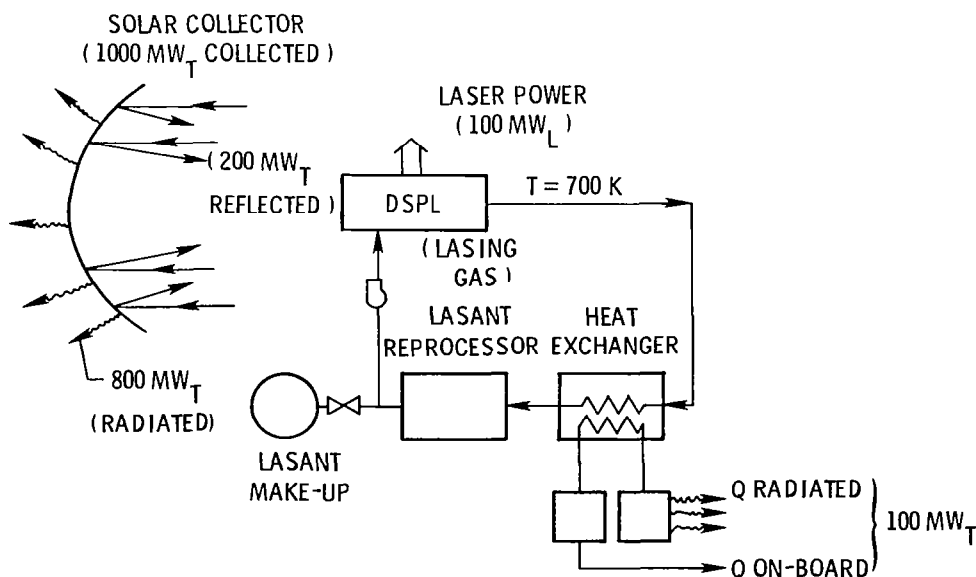 SOLAR COLLECTOR
( 1000 MW_T COLLECTED )
LASER POWER
( 100 MW_L )
( 200 MW_T
REFLECTED )
DSPL
T = 700 K
( LASING
GAS )
LASANT
REPROCESSOR
HEAT
EXCHANGER
800 MW_T
(RADIATED)
LASANT
MAKE-UP
Q RADIATED
100 MW_T
Q ON-BOARD